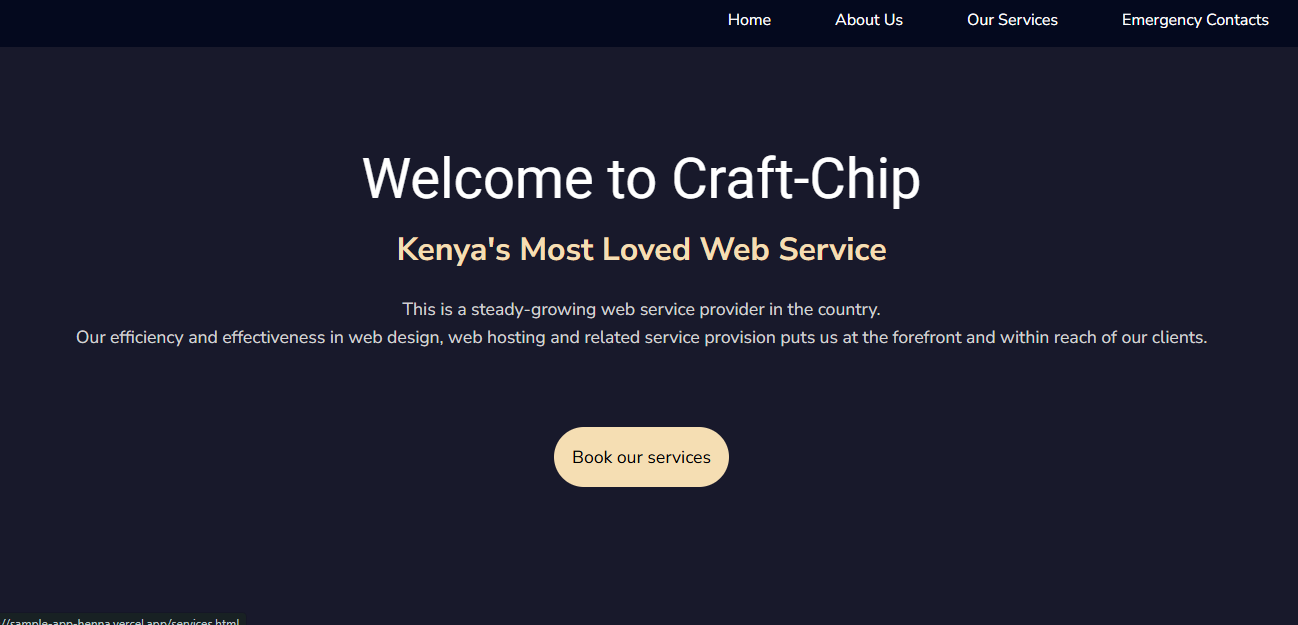 Home About Us Our Services Emergency Contacts
Welcome to Craft-Chip
Kenya's Most Loved Web Service
This is a steady-growing web service provider in the country.
Our efficiency and effectiveness in web design, web hosting and related service provision puts us at the forefront and within reach of our clients.
Book our services
//sample-app-henna.vercel.app/services.html